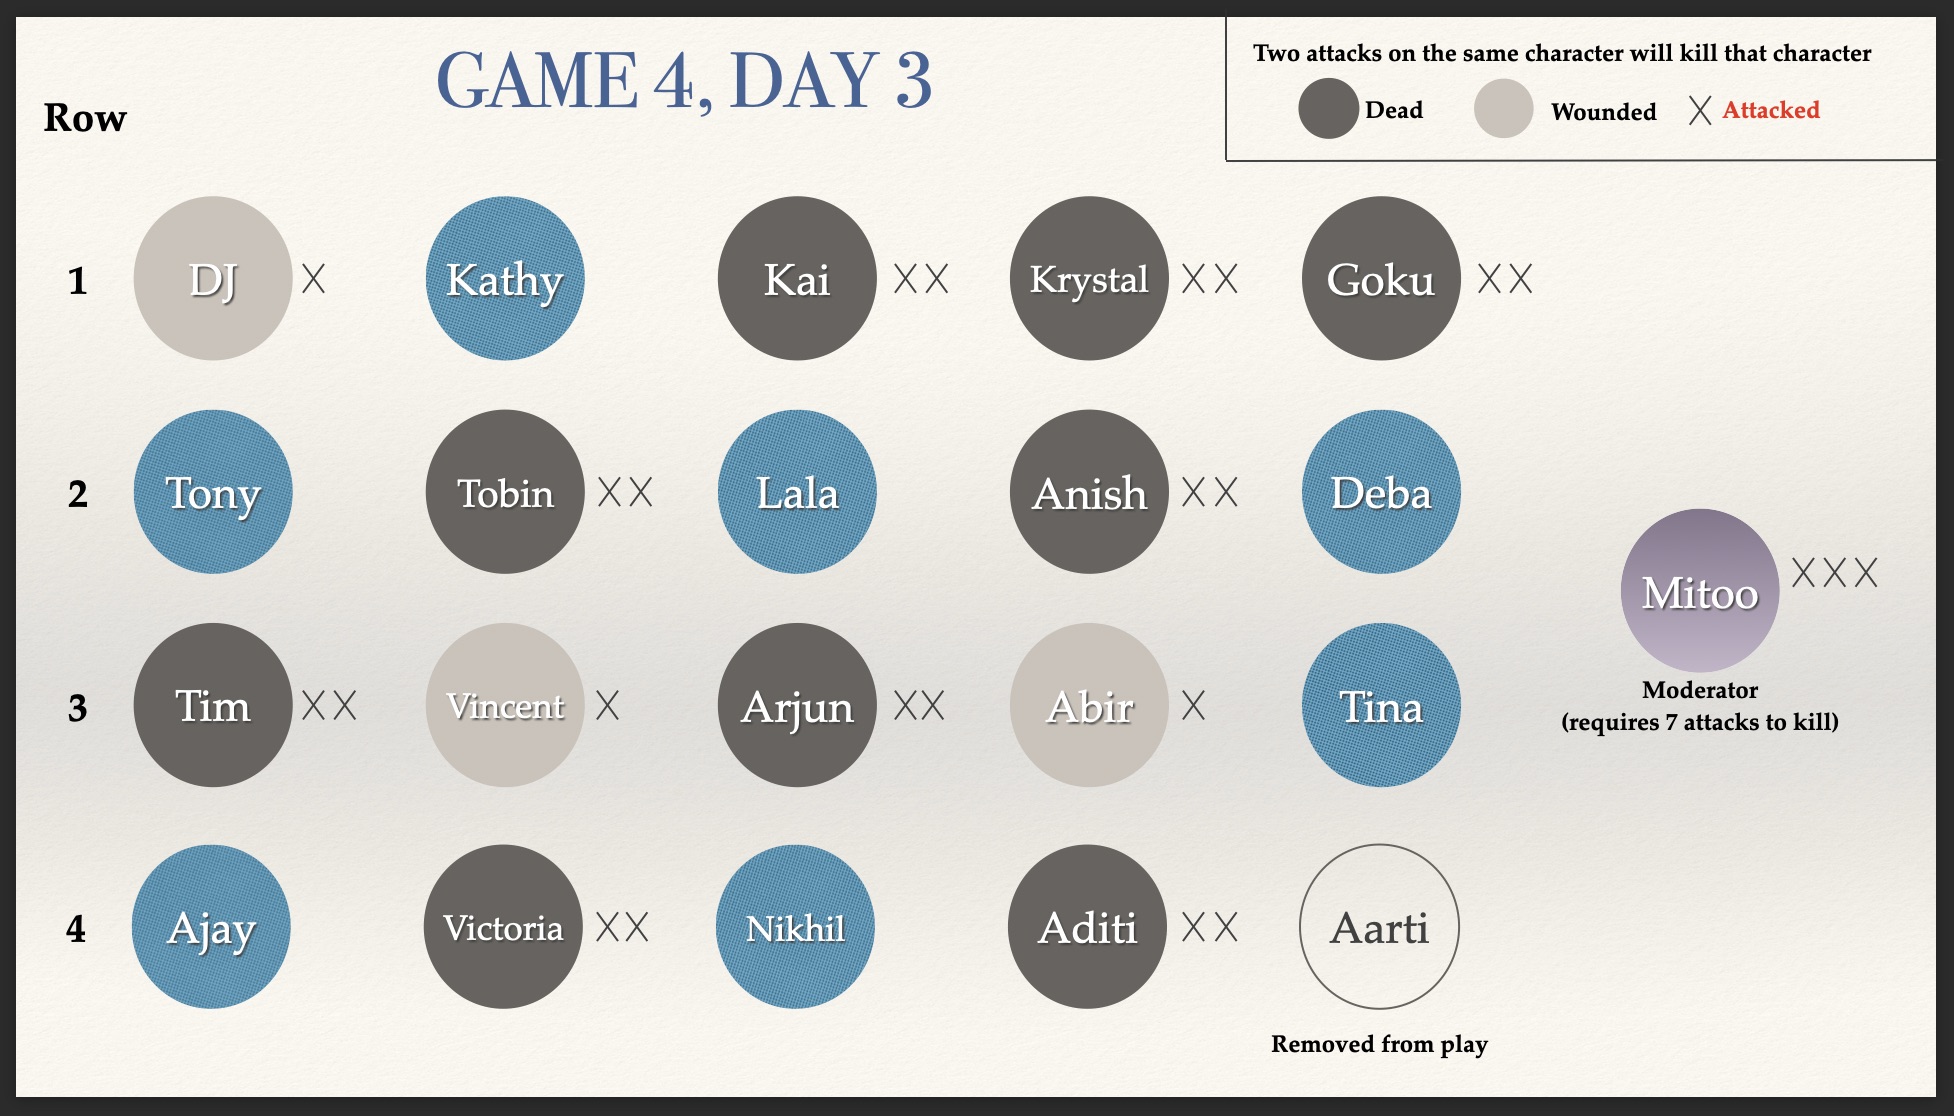 GAME 4, DAY 3
Two attacks on the same character will kill that character
Dead Wounded X Attacked
Row
1 DJ X Kathy Kai XX Krystal XX Goku XX
2 Tony Tobin XX Lala Anish XX Deba
Mitoo XXX
Moderator
(requires 7 attacks to kill)
3 Tim XX Vincent X Arjun XX Abir X Tina
4 Ajay Victoria XX Nikhil Aditi XX Aarti
Removed from play